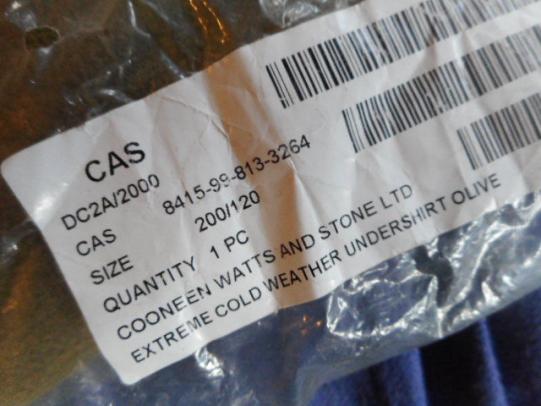 CAS
DC2A/2000
CAS 8415-99-813-3264
SIZE 200/120
QUANTITY 1 PC
COONEEN WATTS AND STONE LTD
EXTREME COLD WEATHER UNDERSHIRT OLIVE